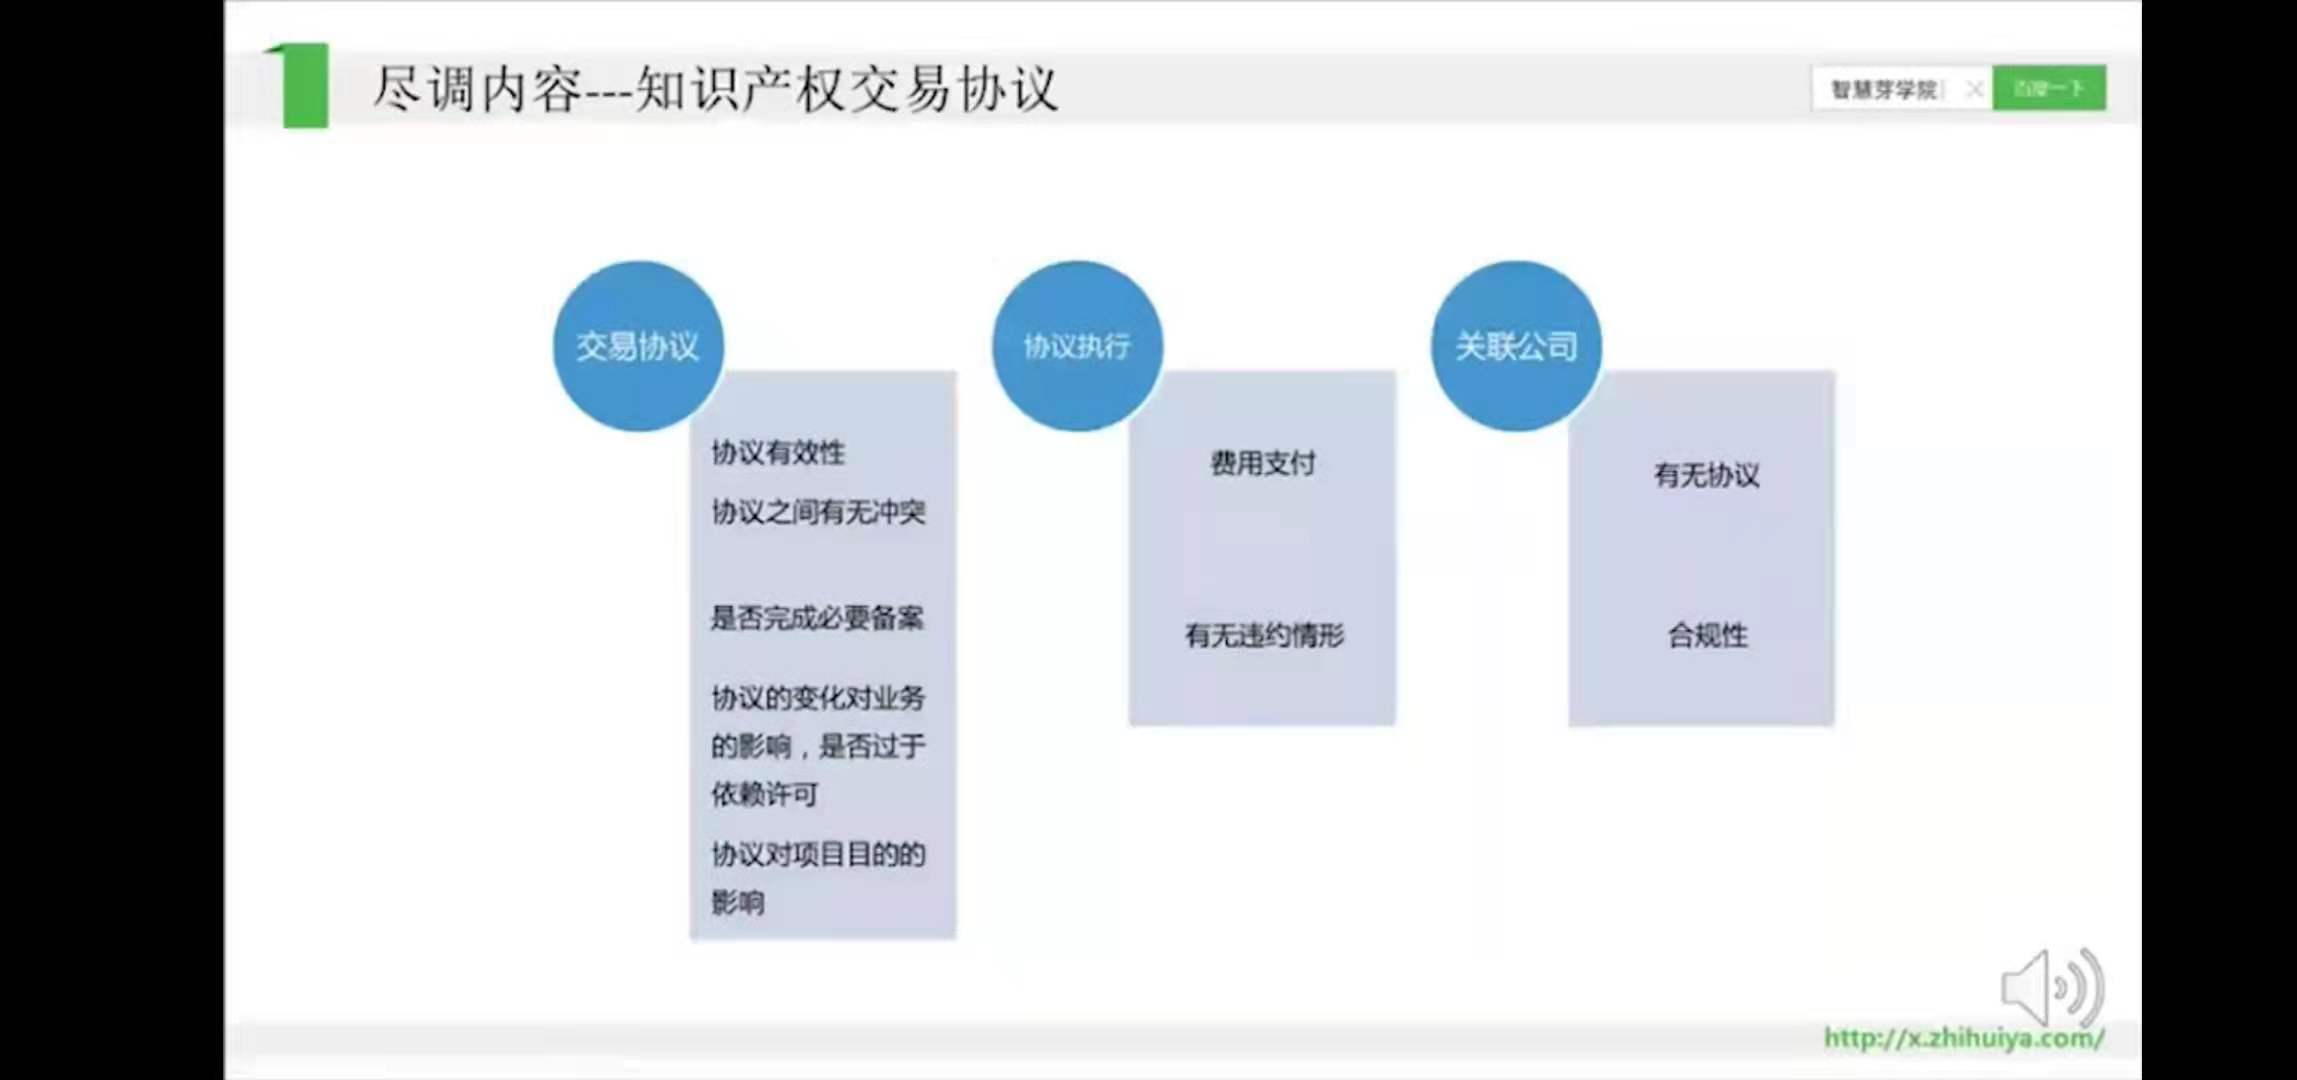 尽调内容---知识产权交易协议
智慧芽学院
百度一下
交易协议
协议有效性
协议之间有无冲突
是否完成必要备案
协议的变化对业务
的影响，是否过于
依赖许可
协议对项目目的的
影响
协议执行
费用支付
有无违约情形
关联公司
有无协议
合规性
http://x.zhihuiya.com/